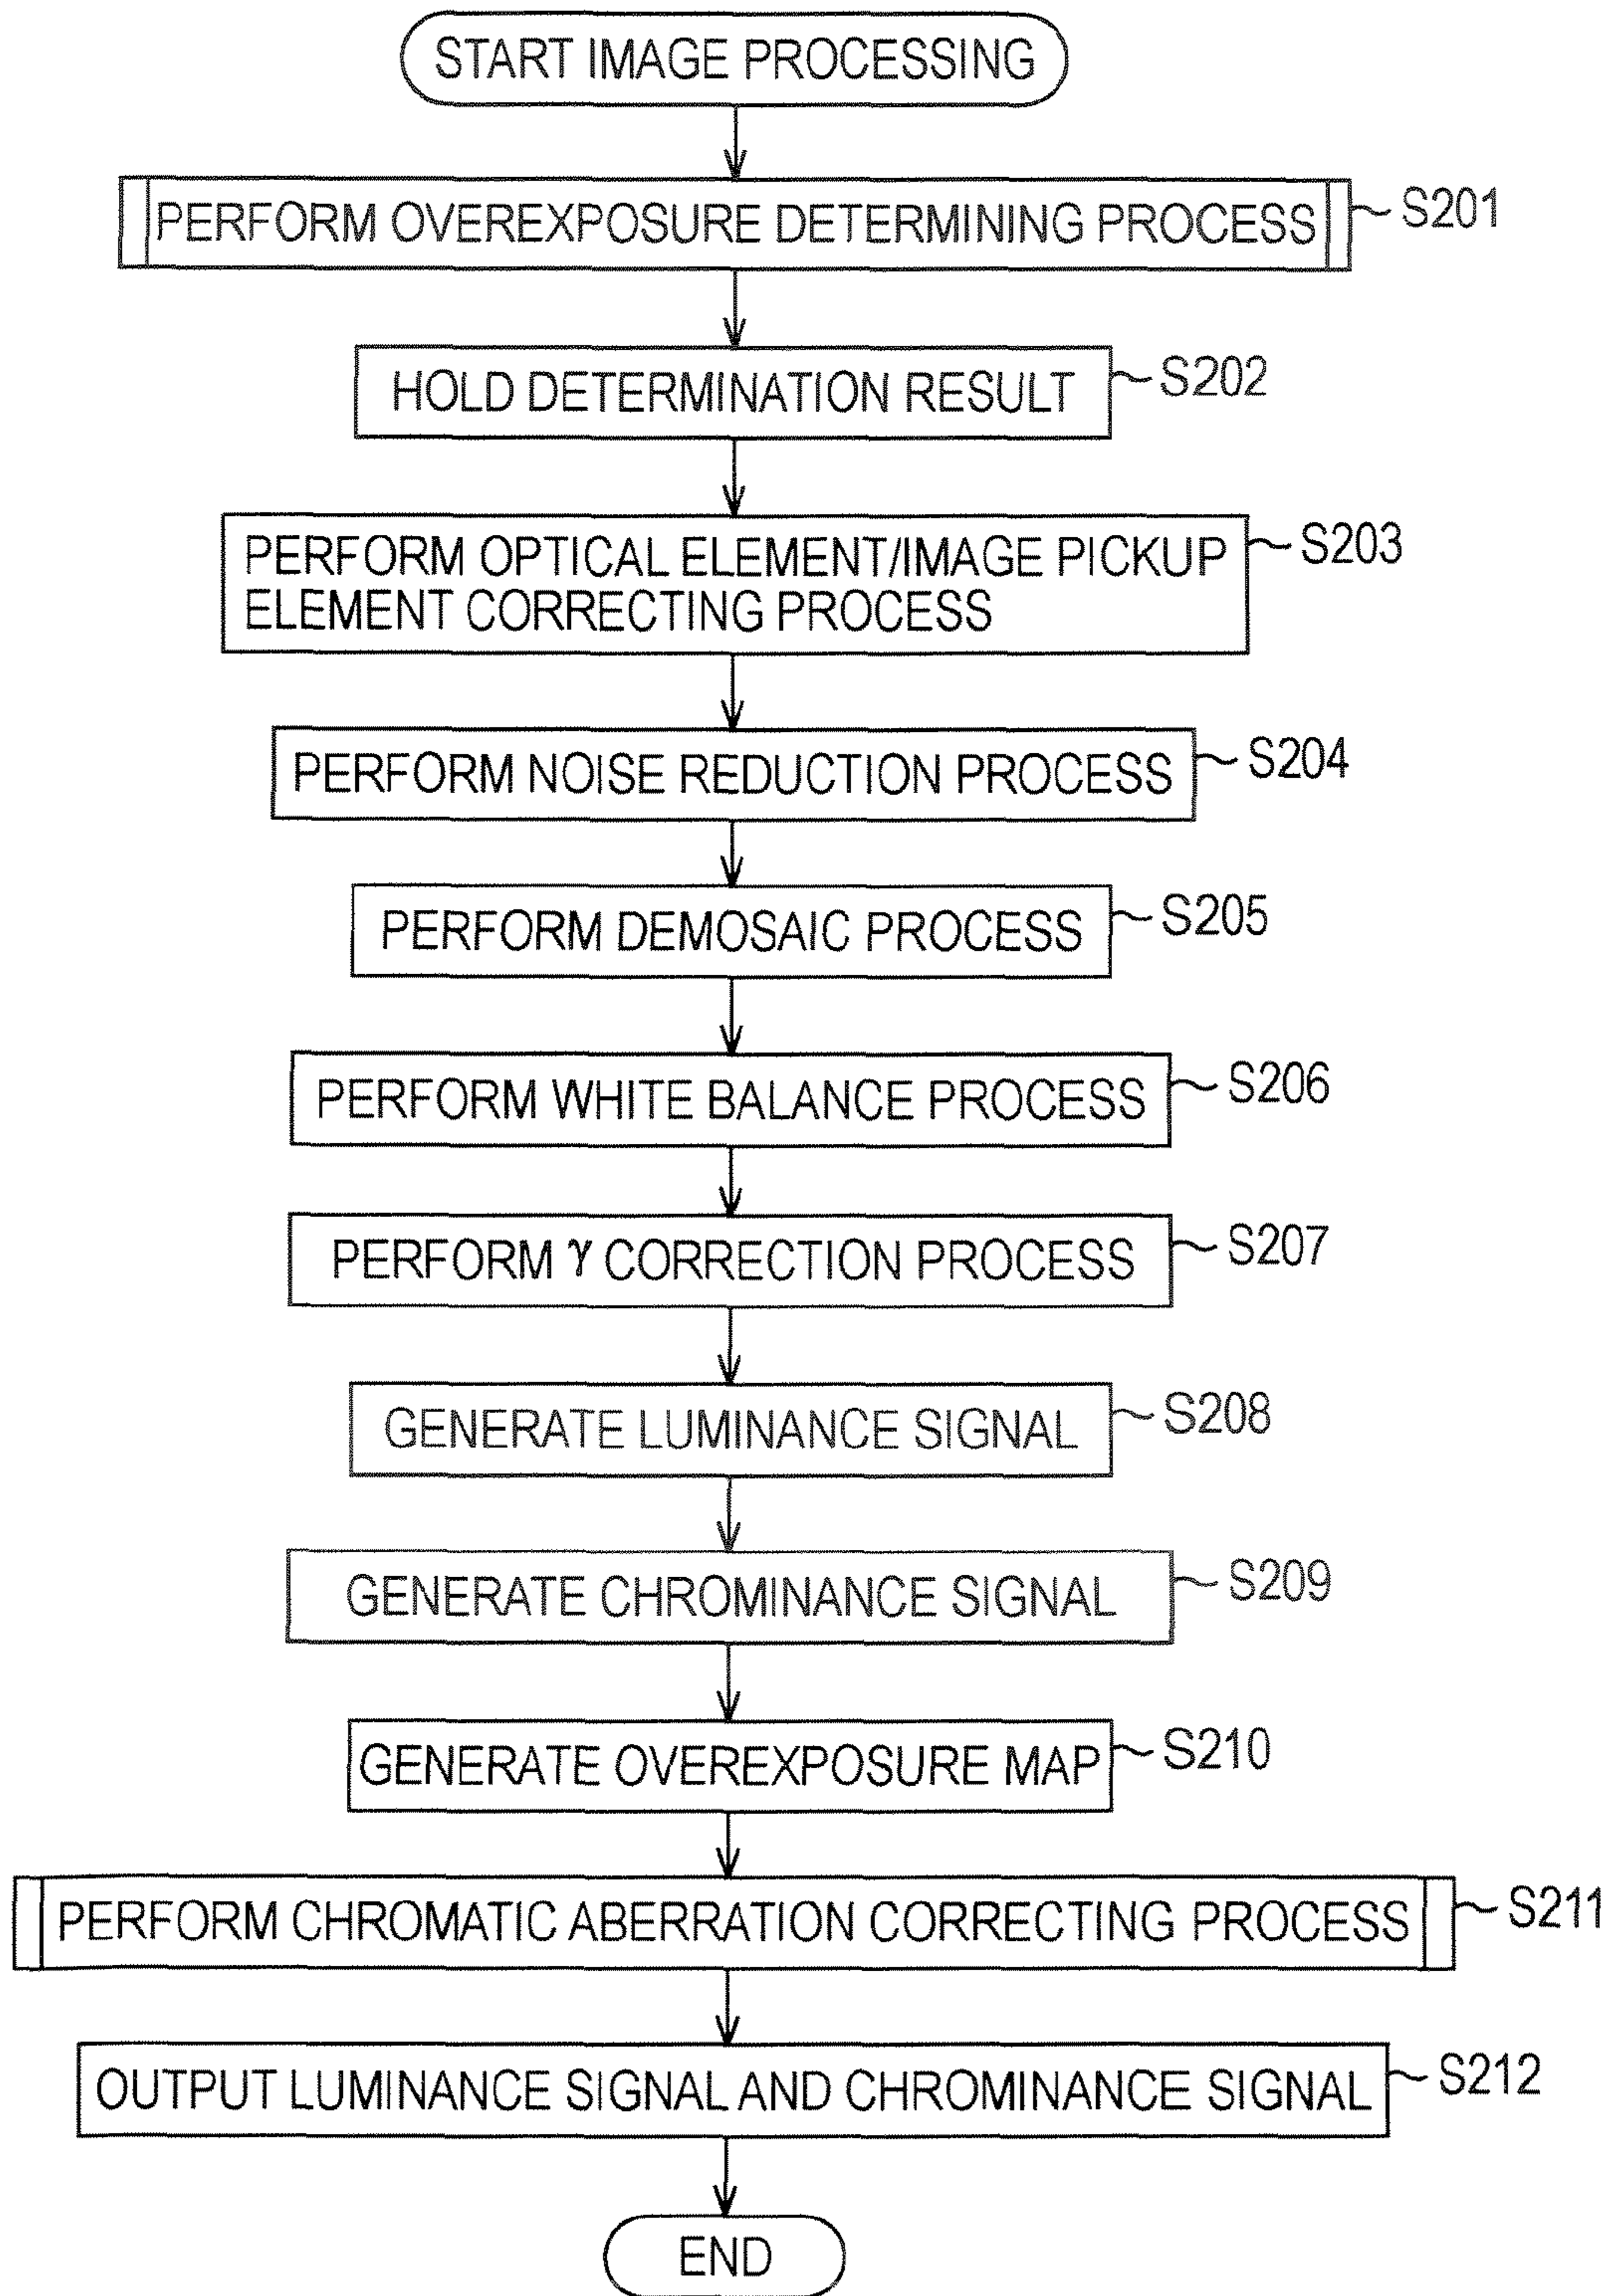 START IMAGE PROCESSING
PERFORM OVEREXPOSURE DETERMINING PROCESS
S201
HOLD DETERMINATION RESULT
S202
PERFORM OPTICAL ELEMENT/IMAGE PICKUP
ELEMENT CORRECTING PROCESS
S203
PERFORM NOISE REDUCTION PROCESS
S204
PERFORM DEMOSAIC PROCESS
S205
PERFORM WHITE BALANCE PROCESS
S206
PERFORM γ CORRECTION PROCESS
S207
GENERATE LUMINANCE SIGNAL
S208
GENERATE CHROMINANCE SIGNAL
S209
GENERATE OVEREXPOSURE MAP
S210
PERFORM CHROMATIC ABERRATION CORRECTING PROCESS
S211
OUTPUT LUMINANCE SIGNAL AND CHROMINANCE SIGNAL
S212
END